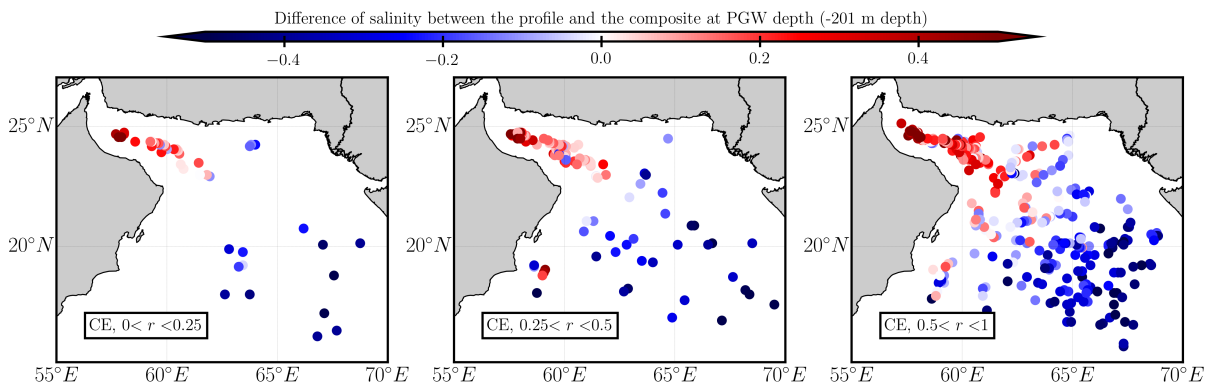 Difference of salinity between the profile and the composite at PGW depth (-201 m depth)
−0.4 −0.2 0.0 0.2 0.4
25°N 25°N 25°N
20°N 20°N 20°N
CE, 0< r <0.25 CE, 0.25< r <0.5 CE, 0.5< r <1
55°E 60°E 65°E 70°E 55°E 60°E 65°E 70°E 55°E 60°E 65°E 70°E